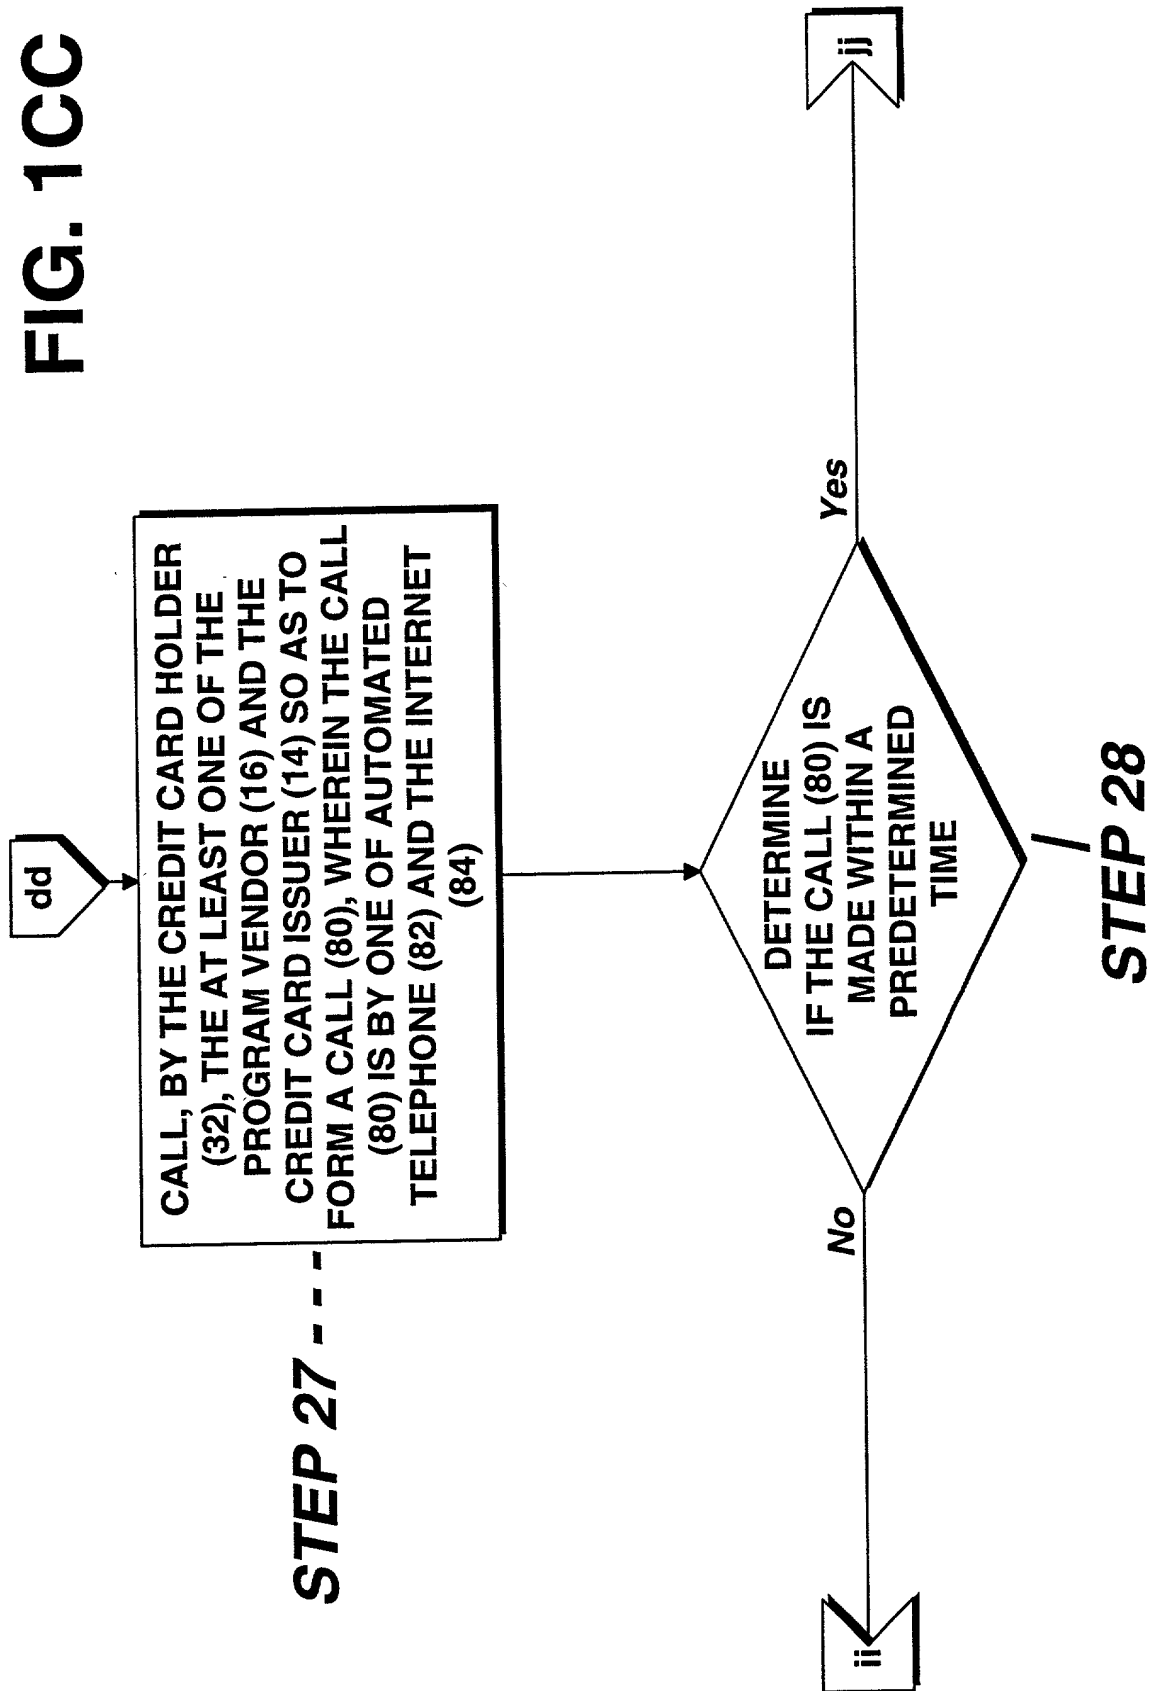 FIG. 1CC
dd
CALL, BY THE CREDIT CARD HOLDER
(32), THE AT LEAST ONE OF THE
PROGRAM VENDOR (16) AND THE
CREDIT CARD ISSUER (14) SO AS TO
FORM A CALL (80), WHEREIN THE CALL
(80) IS BY ONE OF AUTOMATED
TELEPHONE (82) AND THE INTERNET
(84)
STEP 27
DETERMINE
IF THE CALL (80) IS
MADE WITHIN A
PREDETERMINED
TIME
No
Yes
ii
jj
STEP 28